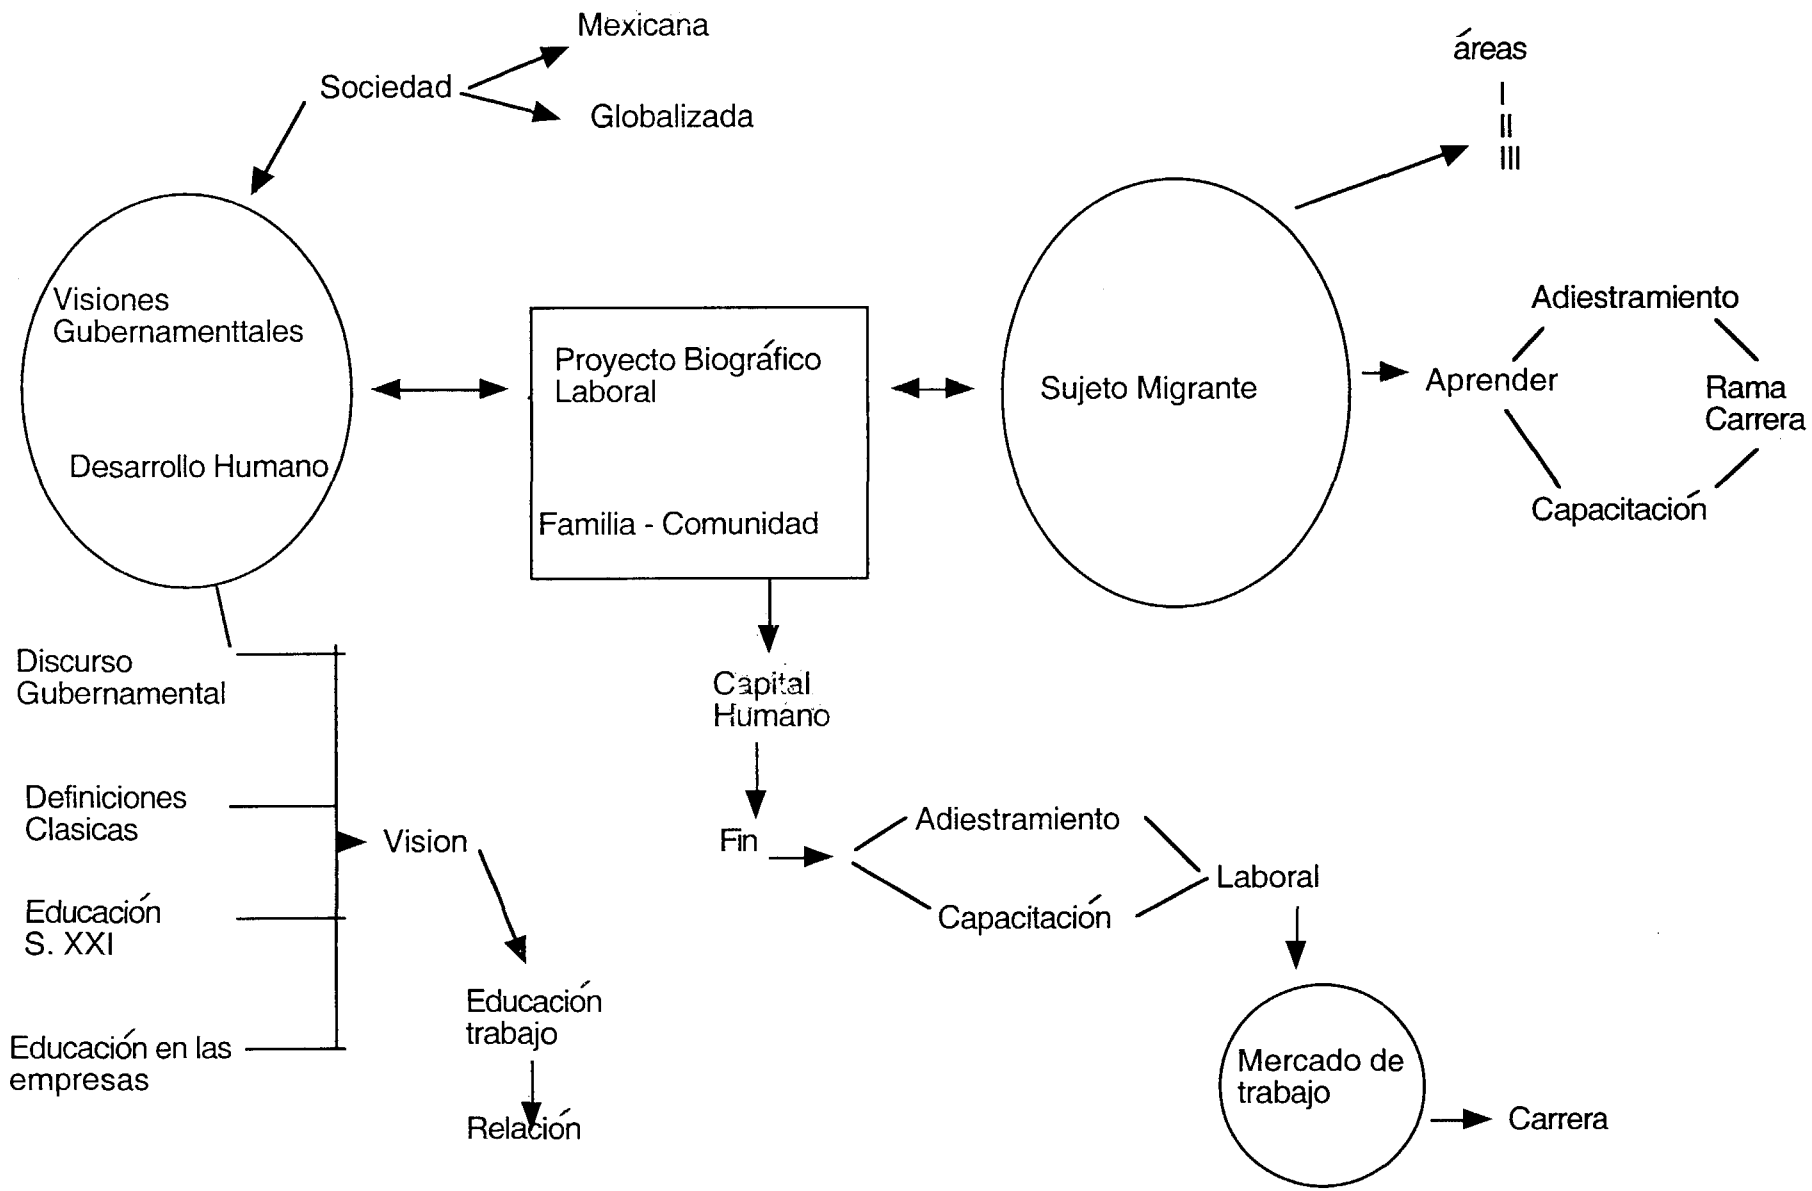 Mexicana
Sociedad
Globalizada
áreas
I
II
III
Visiones
Gubernamenttales
Desarrollo Humano
Proyecto Biográfico
Laboral
Familia - Comunidad
Sujeto Migrante
Aprender
Adiestramiento
Rama
Carrera
Capacitación
Discurso
Gubernamental
Definiciones
Clasicas
Educación
S. XXI
Educación en las
empresas
Vision
Educación
trabajo
Relación
Capital
Humano
Fin
Adiestramiento
Capacitación
Laboral
Mercado de
trabajo
Carrera